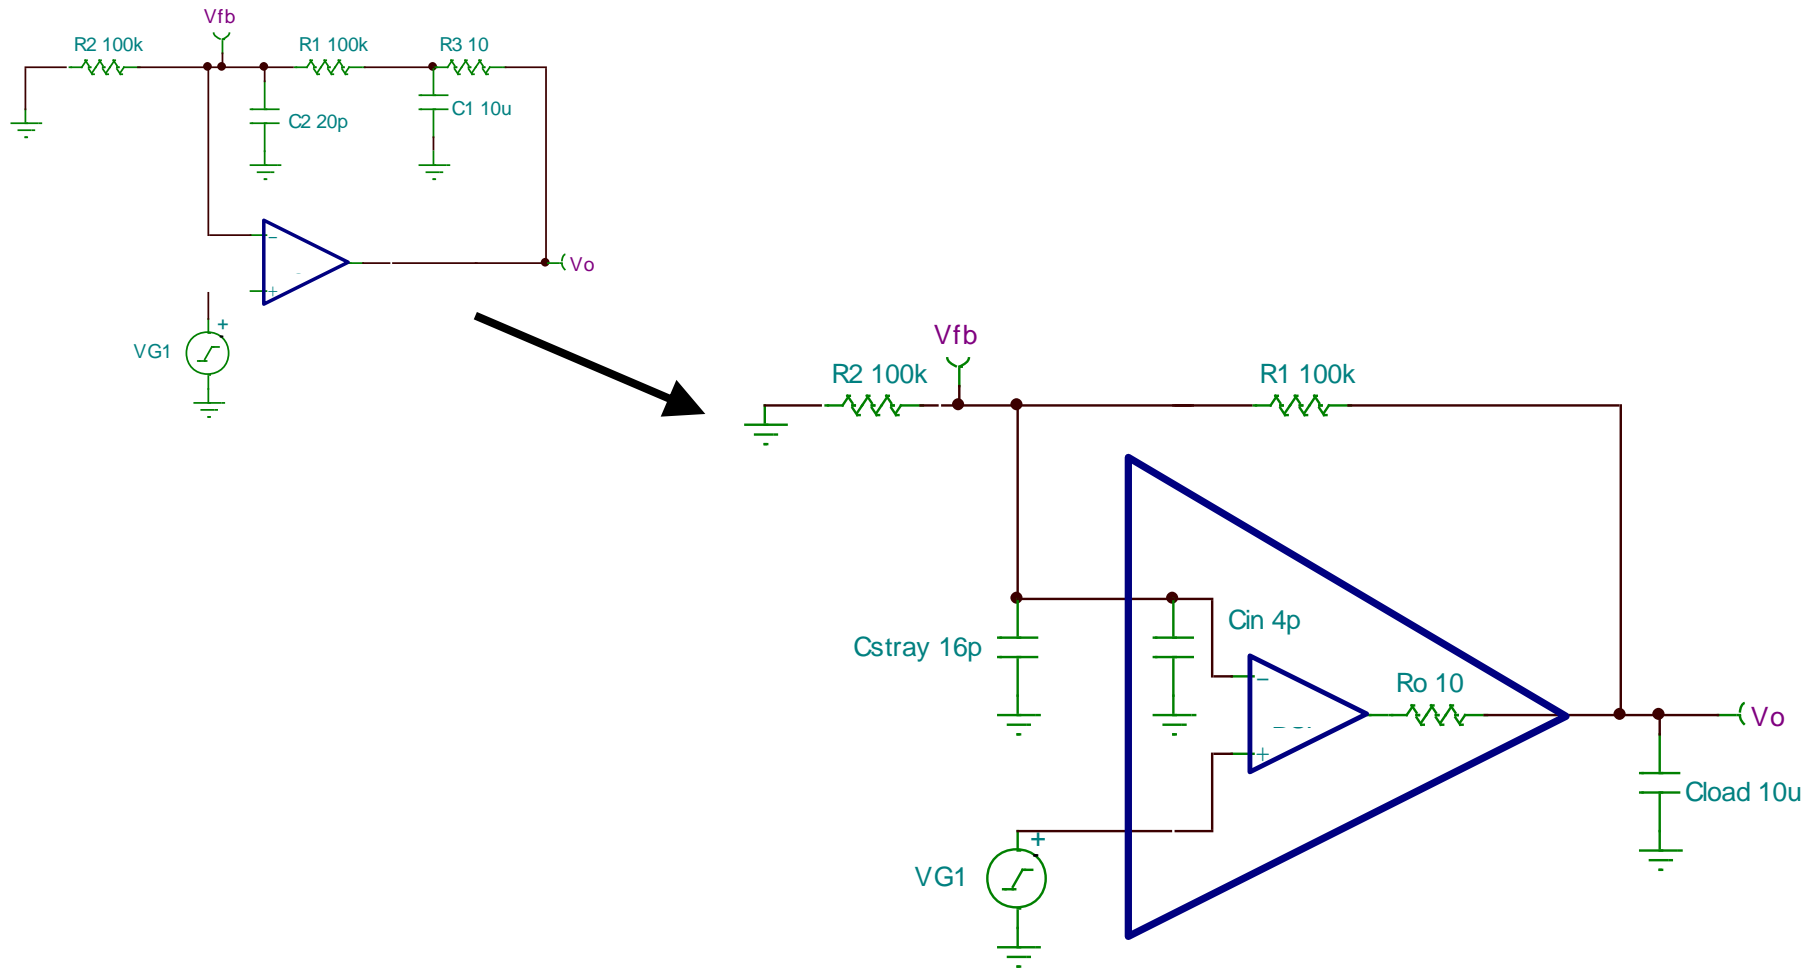 Vfb
R2 100k
R1 100k
R3 10
C2 20p
C1 10u
−
+
Vo
+
VG1
Vfb
R2 100k
R1 100k
Cstray 16p
Cin 4p
−
+
Ro 10
Vo
Cload 10u
+
VG1